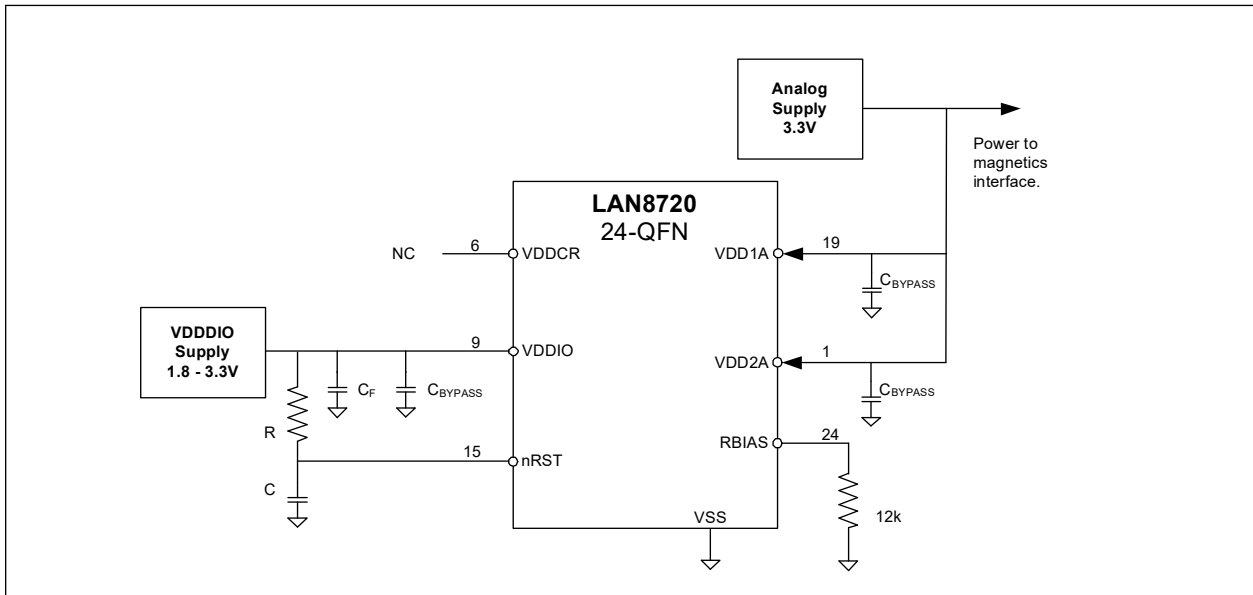 Analog
Supply
3.3V
Power to
magnetics
interface.
LAN8720
24-QFN
NC
6
VDDCR
VDD1A
19
CBYPASS
VDDDIO
Supply
1.8 - 3.3V
9
VDDIO
VDD2A
1
CF
CBYPASS
CBYPASS
R
RBIAS
24
15
nRST
C
VSS
12k